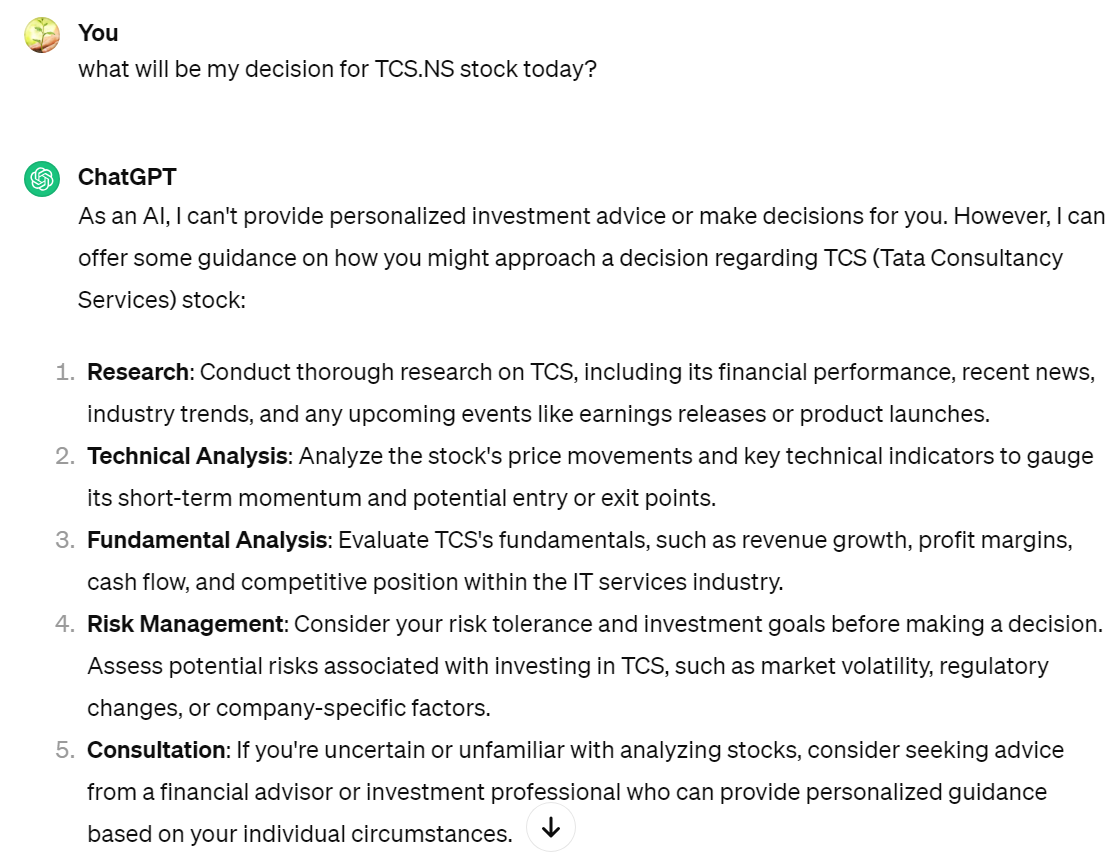 You
what will be my decision for TCS.NS stock today?
ChatGPT
As an AI, I can't provide personalized investment advice or make decisions for you. However, I can
offer some guidance on how you might approach a decision regarding TCS (Tata Consultancy
Services) stock:
1. Research: Conduct thorough research on TCS, including its financial performance, recent news,
industry trends, and any upcoming events like earnings releases or product launches.
2. Technical Analysis: Analyze the stock's price movements and key technical indicators to gauge
its short-term momentum and potential entry or exit points.
3. Fundamental Analysis: Evaluate TCS's fundamentals, such as revenue growth, profit margins,
cash flow, and competitive position within the IT services industry.
4. Risk Management: Consider your risk tolerance and investment goals before making a decision.
Assess potential risks associated with investing in TCS, such as market volatility, regulatory
changes, or company-specific factors.
5. Consultation: If you're uncertain or unfamiliar with analyzing stocks, consider seeking advice
from a financial advisor or investment professional who can provide personalized guidance
based on your individual circumstances.